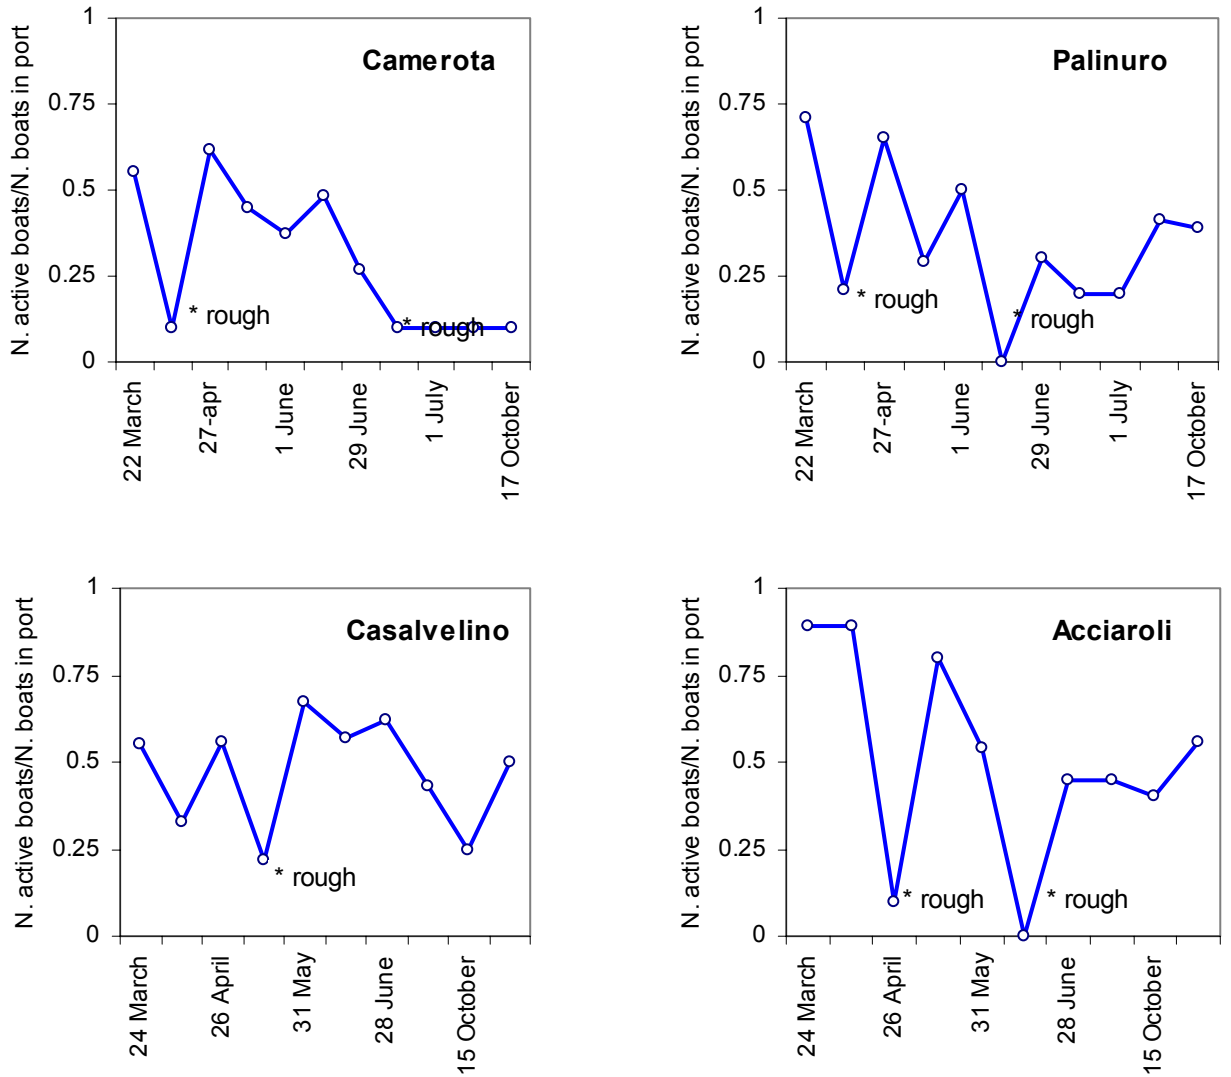 N. active boats/N. boats in port
1
0.75
0.5
0.25
0
Camerota
* rough
* rough
22 March
27-apr
1 June
29 June
1 July
17 October
N. active boats/N. boats in port
1
0.75
0.5
0.25
0
Palinuro
* rough
* rough
22 March
27-apr
1 June
29 June
1 July
17 October
N. active boats/N. boats in port
1
0.75
0.5
0.25
0
Casalvelino
* rough
24 March
26 April
31 May
28 June
15 October
N. active boats/N. boats in port
1
0.75
0.5
0.25
0
Acciaroli
* rough
* rough
24 March
26 April
31 May
28 June
15 October